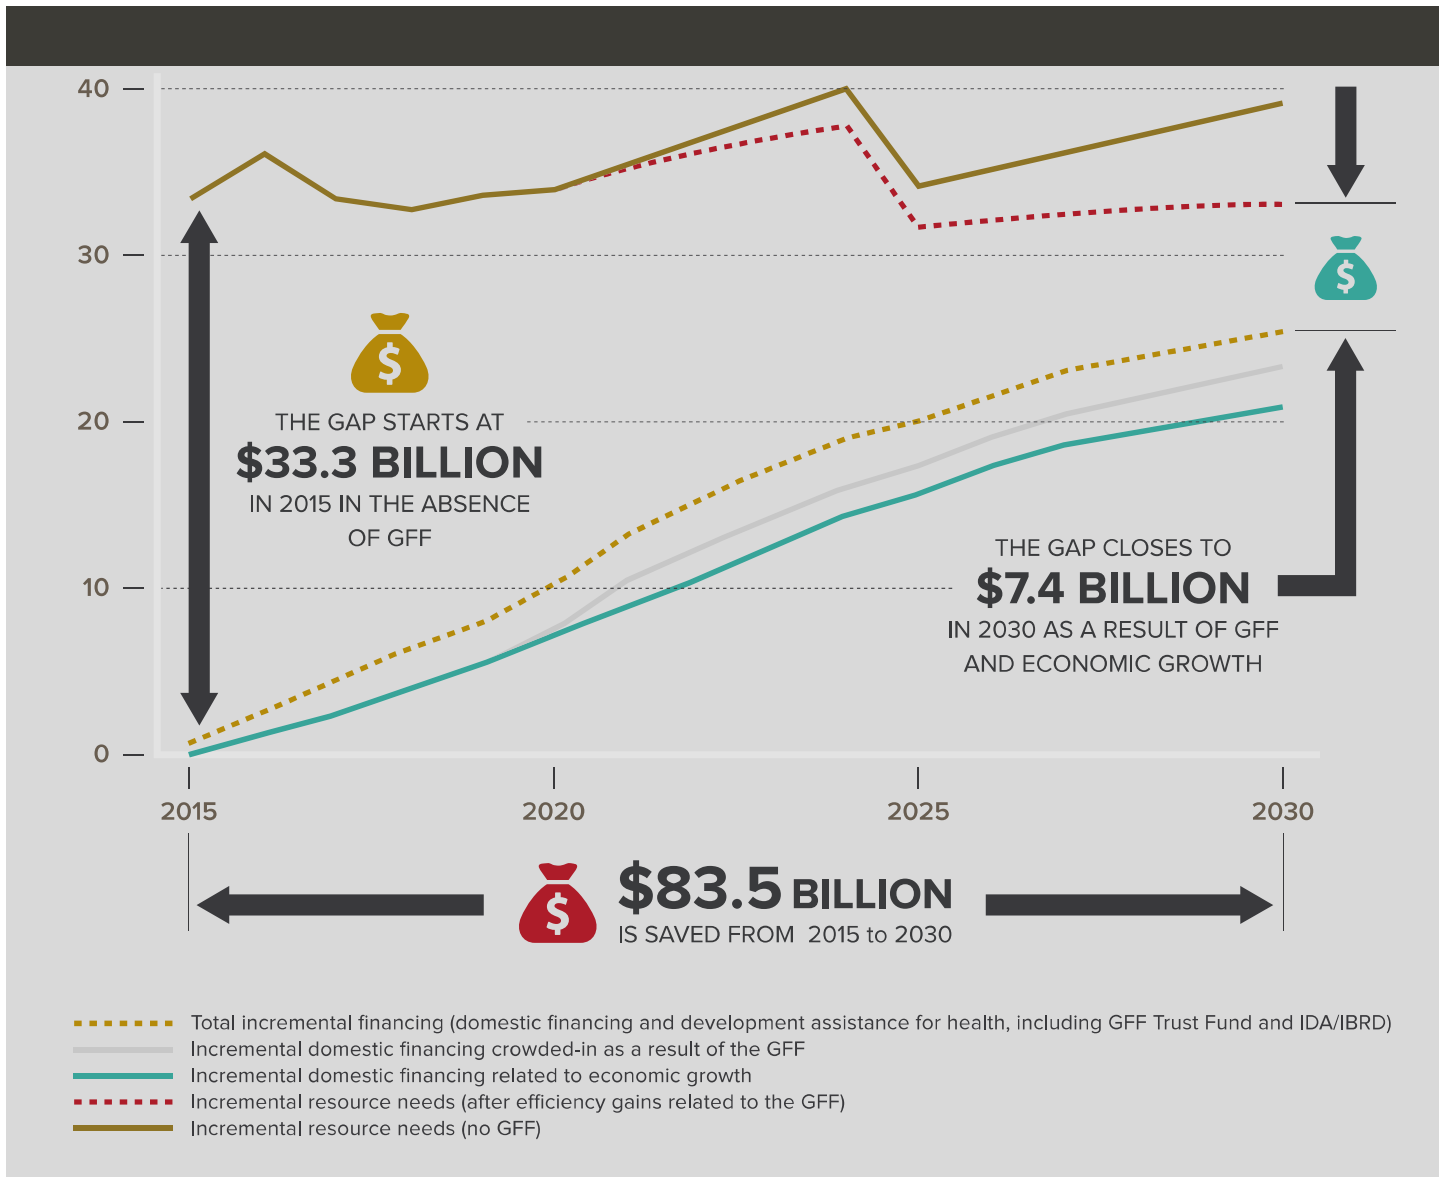 40
30
20
10
0
THE GAP STARTS AT
$33.3 BILLION
IN 2015 IN THE ABSENCE
OF GFF
$
$
THE GAP CLOSES TO
$7.4 BILLION
IN 2030 AS A RESULT OF GFF
AND ECONOMIC GROWTH
2015
2020
2025
2030
$
$83.5 BILLION
IS SAVED FROM 2015 to 2030
Total incremental financing (domestic financing and development assistance for health, including GFF Trust Fund and IDA/IBRD)
Incremental domestic financing crowded-in as a result of the GFF
Incremental domestic financing related to economic growth
Incremental resource needs (after efficiency gains related to the GFF)
Incremental resource needs (no GFF)